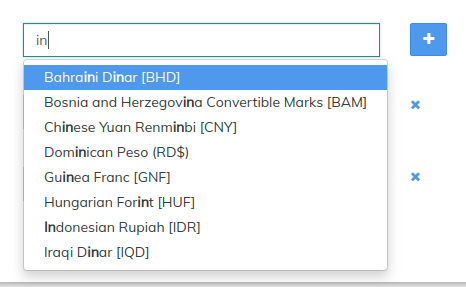 in
+
Bahraini Dinar [BHD]
Bosnia and Herzegovina Convertible Marks [BAM]
Chinese Yuan Renminbi [CNY]
Dominican Peso (RD$)
Guinea Franc [GNF]
Hungarian Forint [HUF]
Indonesian Rupiah [IDR]
Iraqi Dinar [IQD]